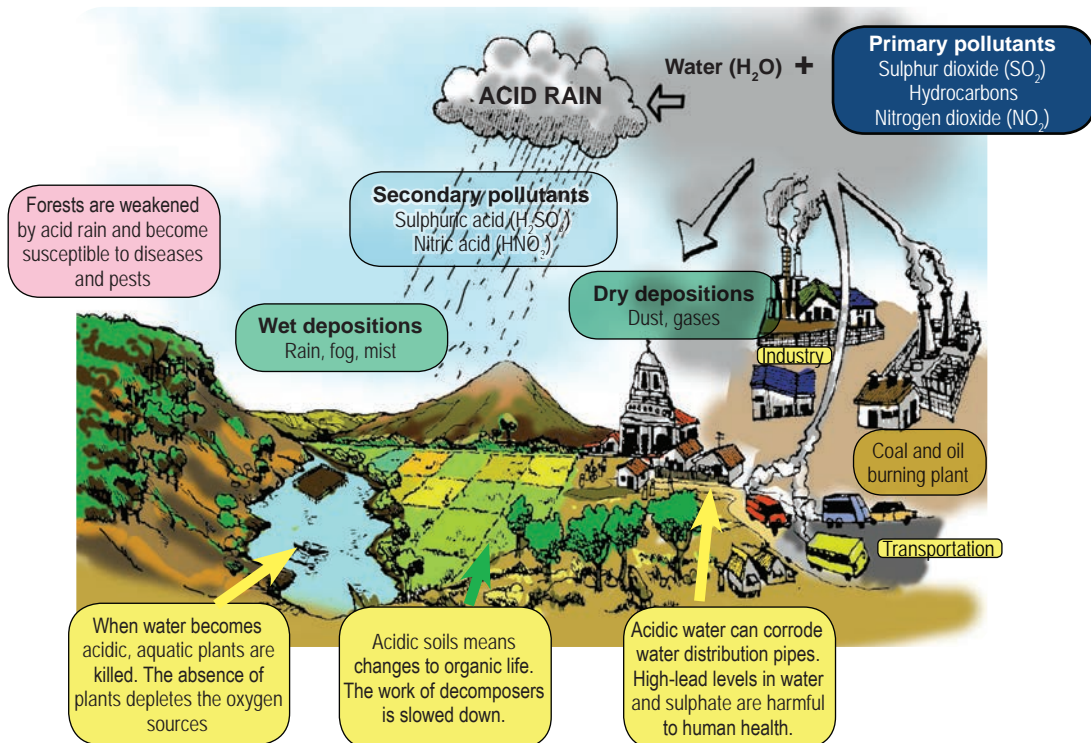 Water (H₂O) +
Primary pollutants
Sulphur dioxide (SO₂)
Hydrocarbons
Nitrogen dioxide (NO₂)
ACID RAIN
Secondary pollutants
Sulphuric acid (H₂SO₄)
Nitric acid (HNO₃)
Forests are weakened
by acid rain and become
susceptible to diseases
and pests
Wet depositions
Rain, fog, mist
Dry depositions
Dust, gases
Industry
Coal and oil
burning plant
Transportation
When water becomes
acidic, aquatic plants are
killed. The absence of
plants depletes the oxygen
sources
Acidic soils means
changes to organic life.
The work of decomposers
is slowed down.
Acidic water can corrode
water distribution pipes.
High-lead levels in water
and sulphate are harmful
to human health.